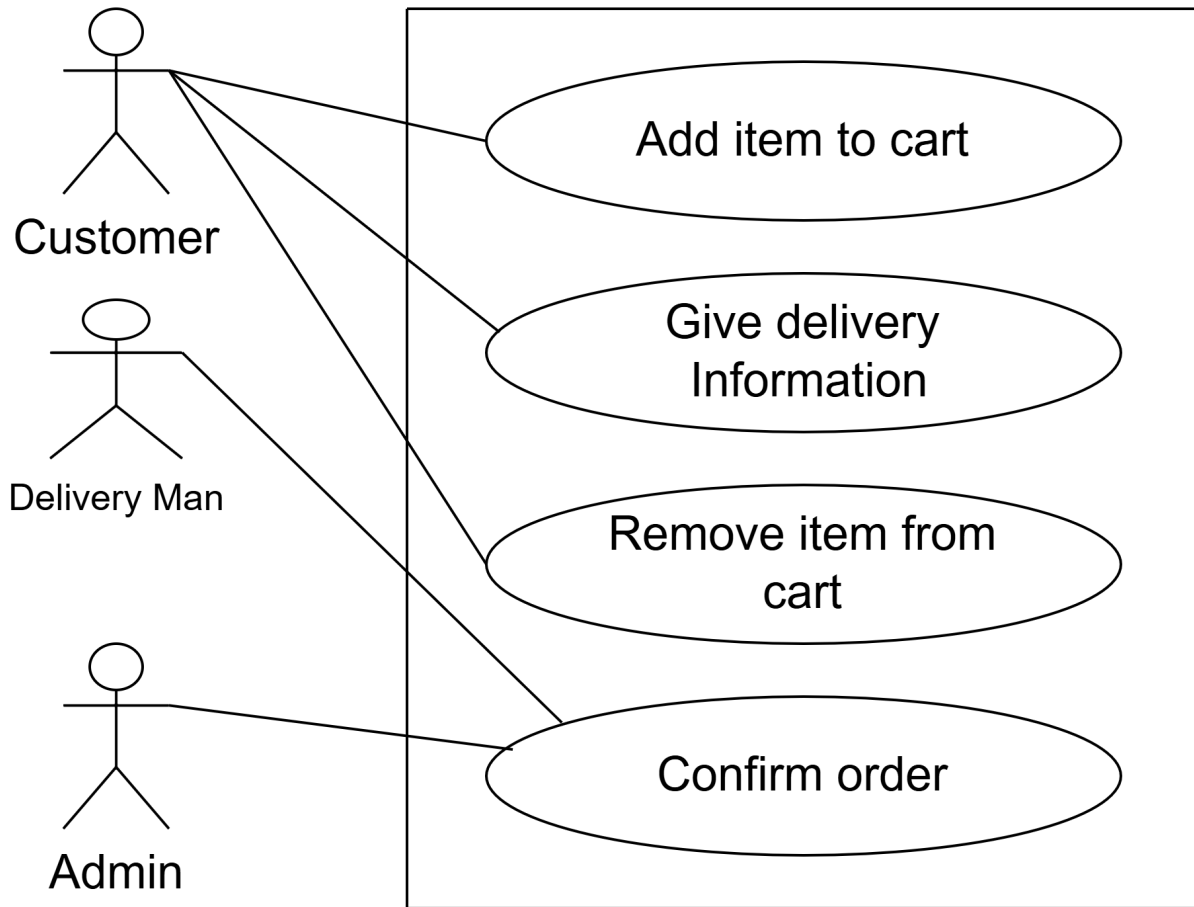 Add item to cart
Customer
Give delivery
Information
Delivery Man
Remove item from
cart
Confirm order
Admin